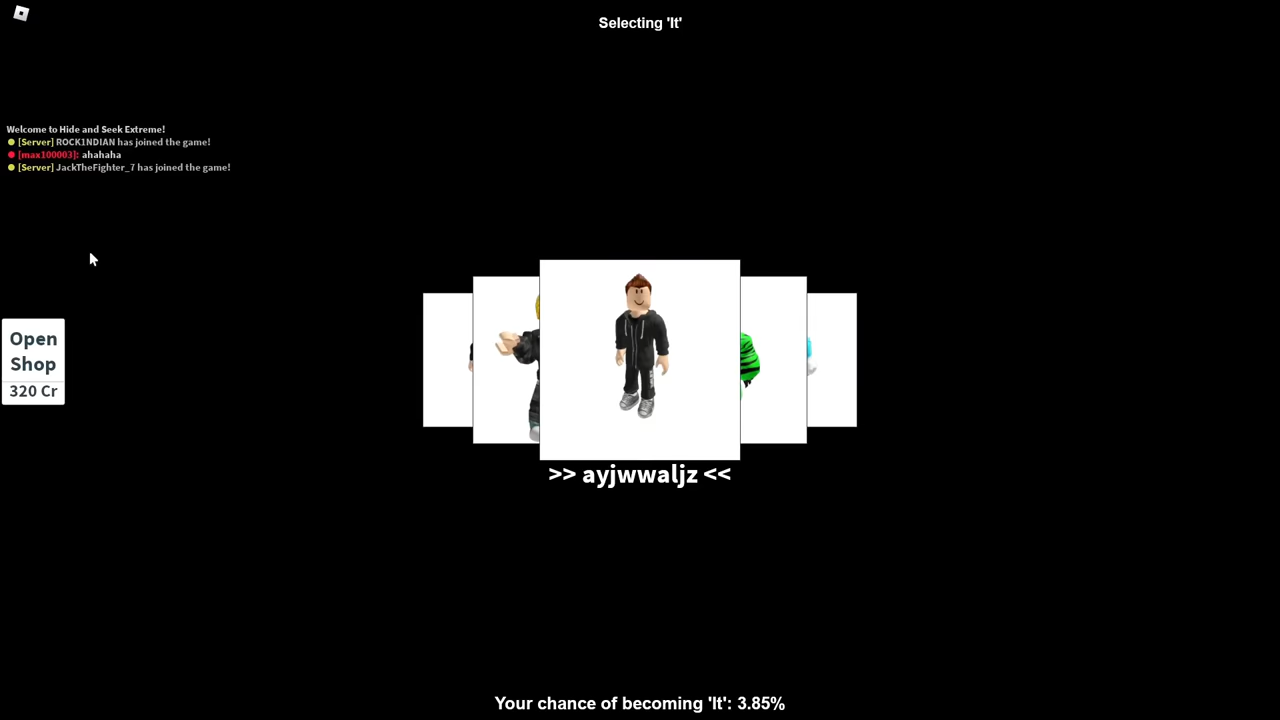 Selecting 'It'
Welcome to Hide and Seek Extreme!
[Server] ROCK1NDIAN has joined the game!
[max100003]: ahahaha
[Server] JackTheFighter_7 has joined the game!
Open
Shop
320 Cr
>> ayjwwaljz <<
Your chance of becoming 'It': 3.85%